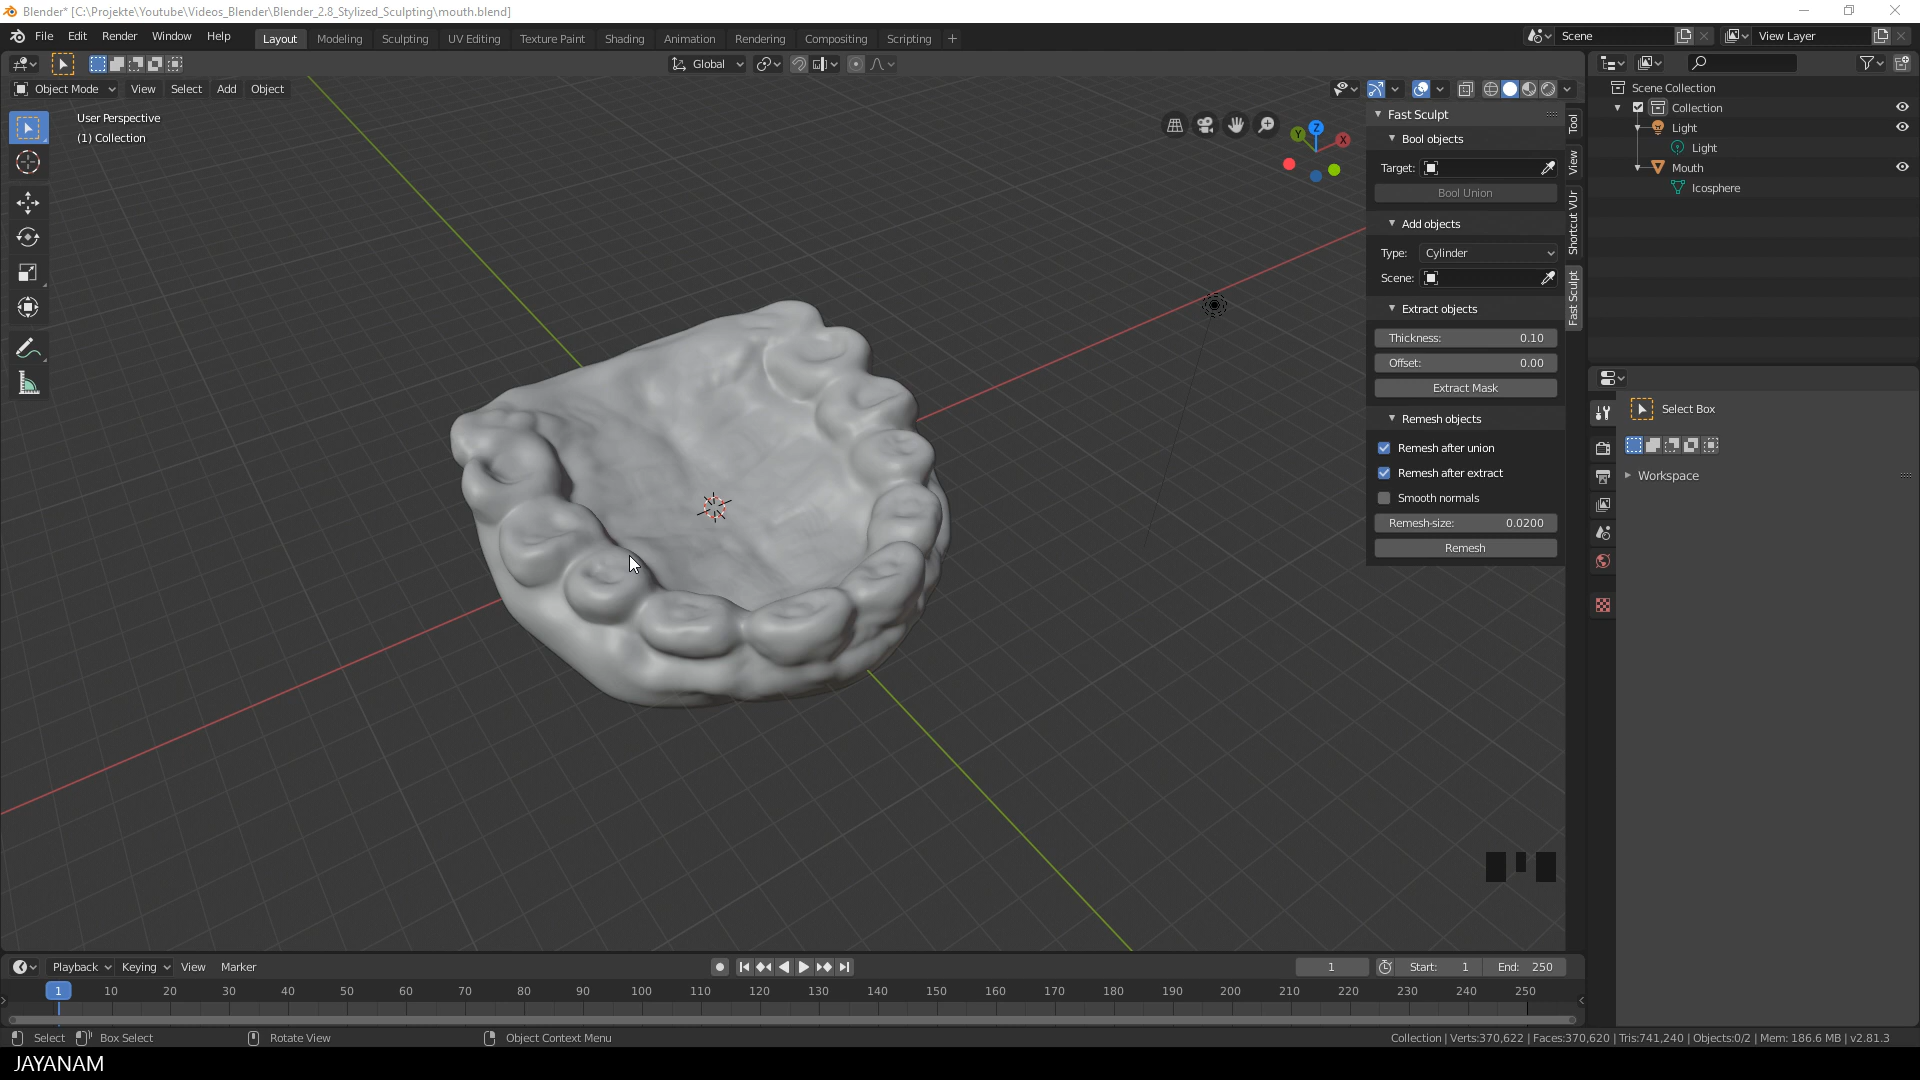 Blender* [C:\Projekte\Youtube\Videos_Blender\Blender_2.8_Stylized_Sculpting\mouth.blend]
File Edit Render Window Help Layout Modeling Sculpting UV Editing Texture Paint Shading Animation Rendering Compositing Scripting + Scene View Layer
Global
Object Mode View Select Add Object
User Perspective
(1) Collection
Y Z X
Fast Sculpt
Bool objects
Target:
Bool Union
Add objects
Type: Cylinder
Scene:
Extract objects
Thickness: 0.10
Offset: 0.00
Extract Mask
Remesh objects
Remesh after union
Remesh after extract
Smooth normals
Remesh-size: 0.0200
Remesh
Tool
View
Shortcut VUr
Fast Sculpt
Scene Collection
Collection
Light
Light
Mouth
Icosphere
Select Box
Workspace
Playback Keying View Marker 1 Start: 1 End: 250
1 10 20 30 40 50 60 70 80 90 100 110 120 130 140 150 160 170 180 190 200 210 220 230 240 250
Select Box Select Rotate View Object Context Menu Collection | Verts:370,622 | Faces:370,620 | Tris:741,240 | Objects:0/2 | Mem: 186.6 MB | v2.81.3
JAYANAM